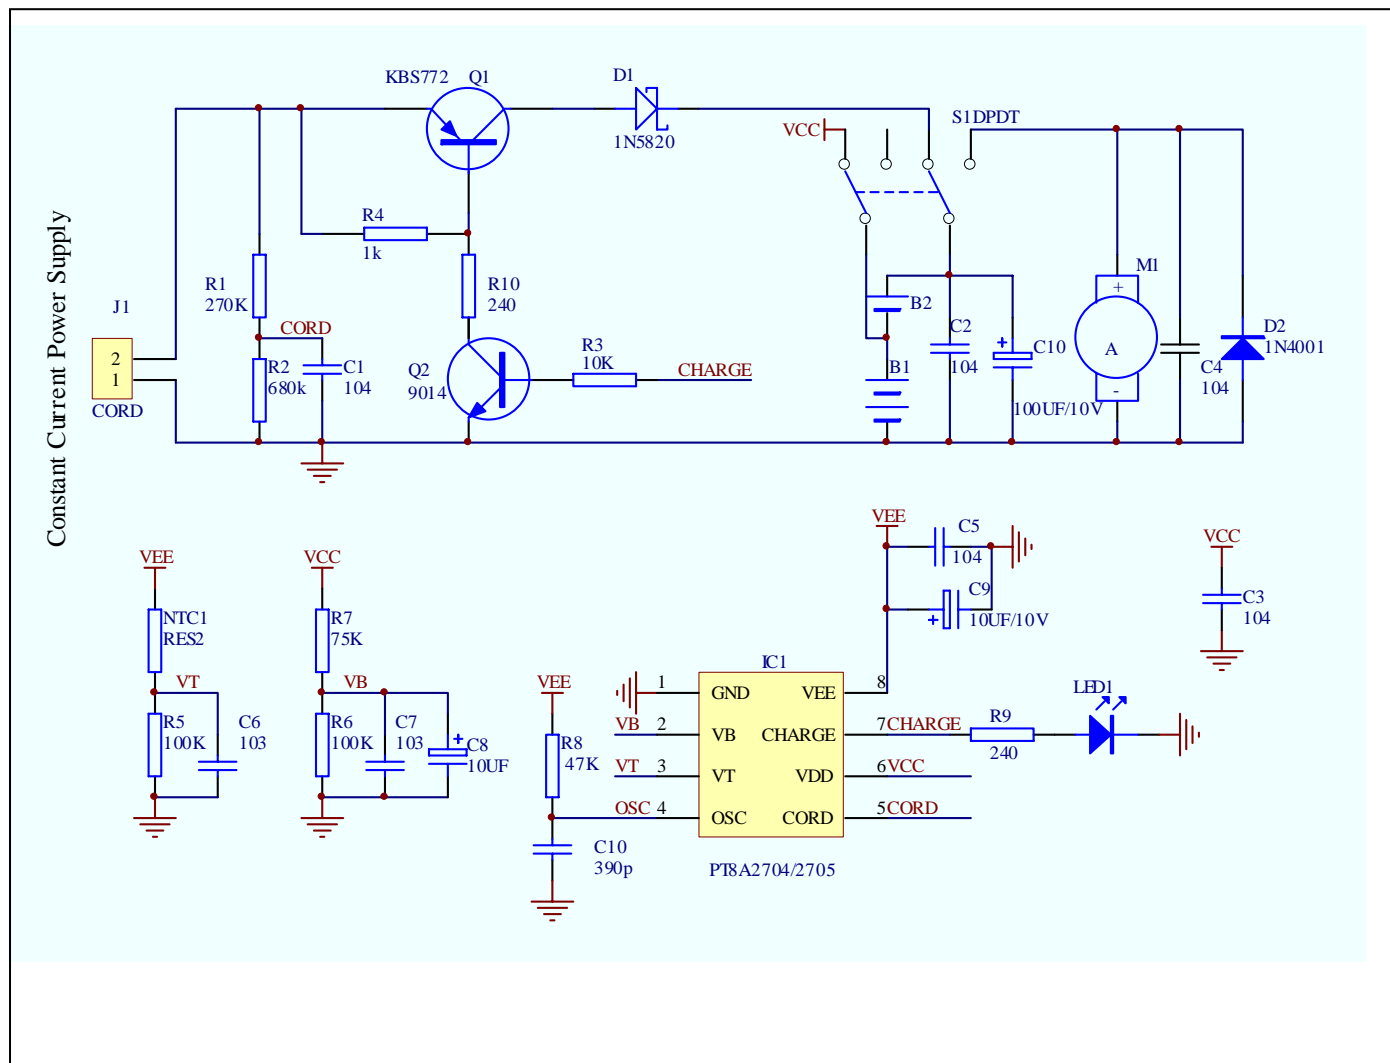 Constant Current Power Supply
KBS772
Q1
D1
1N5820
VCC
S1DPDT
R4
1k
R1
270K
R10
240
B2
M1
+
J1
CORD
R3
10K
CHARGE
C2
104
+
C10
100UF/10V
A
D2
1N4001
2
1
CORD
R2
680k
C1
104
Q2
9014
B1
C4
104
-
VEE
VCC
VEE
C5
104
C9
+
10UF/10V
VCC
C3
104
NTC1
RES2
R7
75K
VT
VB
R5
100K
C6
103
R6
100K
C7
103
+
C8
10UF
VEE
R8
47K
IC1
1
GND
VEE
8
VB
2
VB
CHARGE
7
CHARGE
R9
240
LED1
VT
3
VT
VDD
6
VCC
OSC
4
OSC
CORD
5
CORD
C10
390p
PT8A2704/2705